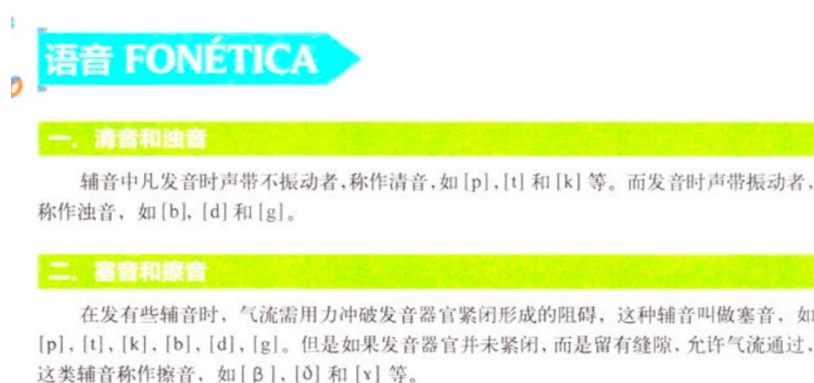 语音 FONÉTICA
一. 清音和浊音
辅音中凡发音时声带不振动者,称作清音,如[p],[t]和[k]等。而发音时声带振动者,
称作浊音，如[b], [d]和[g]。
二. 塞音和擦音
在发有些辅音时，气流需用力冲破发音器官紧闭形成的阻碍，这种辅音叫做塞音，如
[p], [t], [k], [b], [d], [g]。但是如果发音器官并未紧闭，而是留有缝隙，允许气流通过，
这类辅音称作擦音，如[β], [ð]和[ɤ]等。